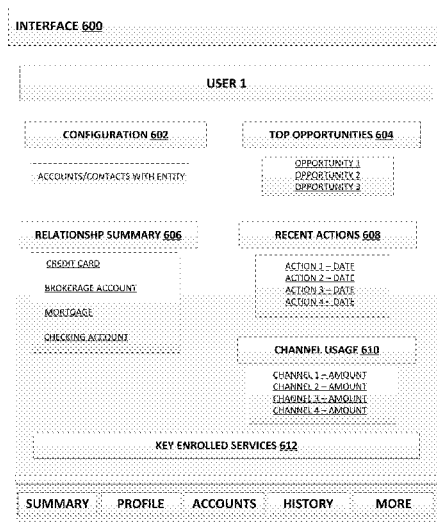 INTERFACE 600
USER 1
CONFIGURATION 602
ACCOUNTS/CONTACTS WITH ENTITY
TOP OPPORTUNITIES 604
OPPORTUNITY 1
OPPORTUNITY 2
OPPORTUNITY 3
RELATIONSHP SUMMARY 606
CREDIT CARD
BROKERAGE ACCOUNT
MORTGAGE
CHECKING ACCOUNT
RECENT ACTIONS 608
ACTION 1 – DATE
ACTION 2 – DATE
ACTION 3 – DATE
ACTION 4 - DATE
CHANNEL USAGE 610
CHANNEL 1 – AMOUNT
CHANNEL 2 – AMOUNT
CHANNEL 3 – AMOUNT
CHANNEL 4 – AMOUNT
KEY ENROLLED SERVICES 612
SUMMARY PROFILE ACCOUNTS HISTORY MORE